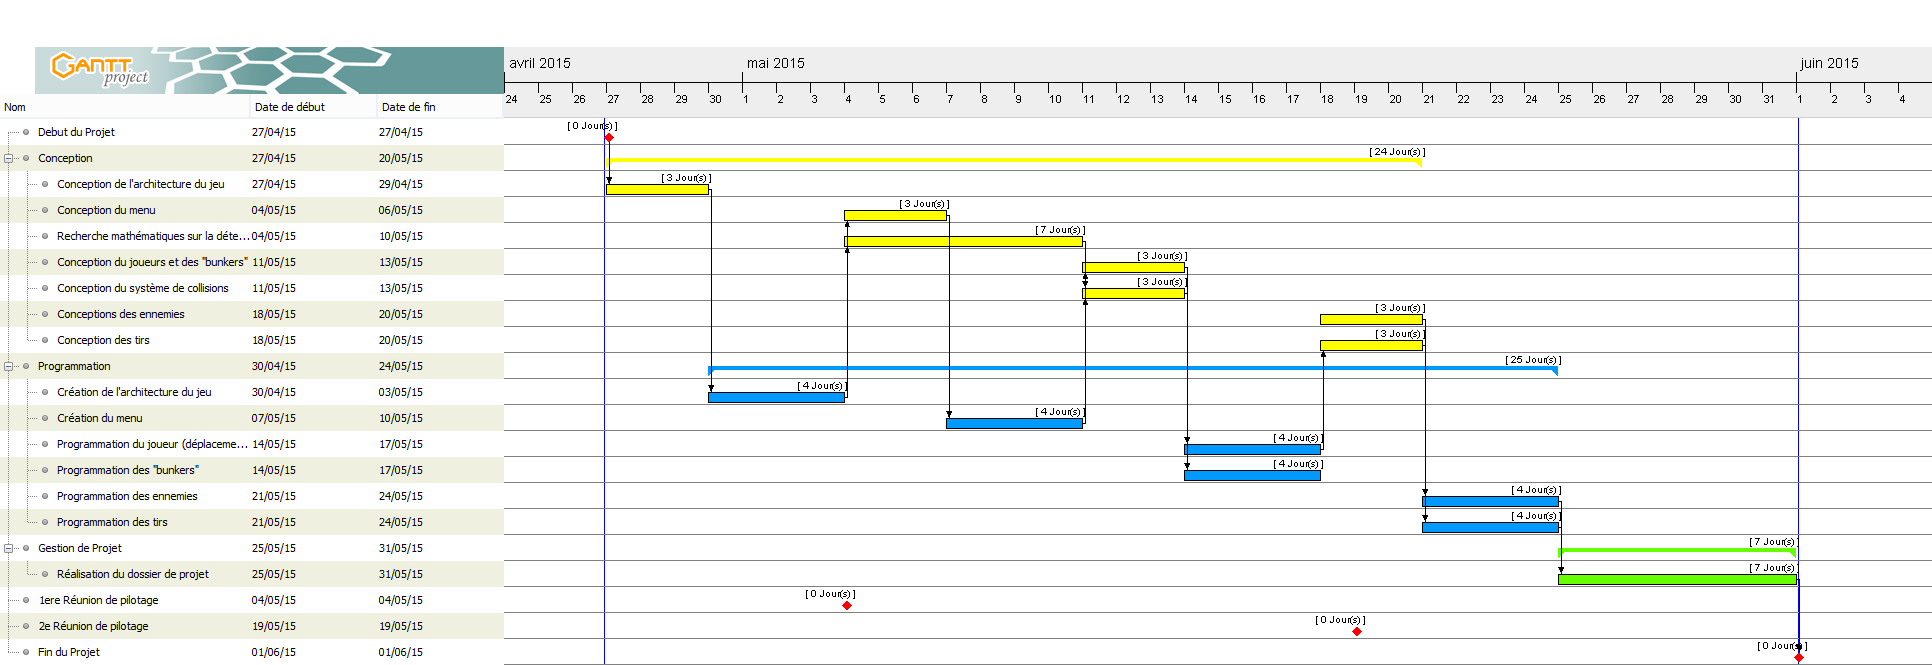 GANTT
project
avril 2015 mai 2015 juin 2015
Nom Date de début Date de fin 24 25 26 27 28 29 30 1 2 3 4 5 6 7 8 9 10 11 12 13 14 15 16 17 18 19 20 21 22 23 24 25 26 27 28 29 30 31 1 2 3 4
Debut du Projet 27/04/15 27/04/15 [ 0 Jour(s) ]
Conception 27/04/15 20/05/15 [ 24 Jour(s) ]
Conception de l'architecture du jeu 27/04/15 29/04/15 [ 3 Jour(s) ]
Conception du menu 04/05/15 06/05/15 [ 3 Jour(s) ]
Recherche mathématiques sur la déte... 04/05/15 10/05/15 [ 7 Jour(s) ]
Conception du joueurs et des "bunkers" 11/05/15 13/05/15 [ 3 Jour(s) ]
Conception du système de collisions 11/05/15 13/05/15 [ 3 Jour(s) ]
Conceptions des ennemies 18/05/15 20/05/15 [ 3 Jour(s) ]
Conception des tirs 18/05/15 20/05/15 [ 3 Jour(s) ]
Programmation 30/04/15 24/05/15 [ 25 Jour(s) ]
Création de l'architecture du jeu 30/04/15 03/05/15 [ 4 Jour(s) ]
Création du menu 07/05/15 10/05/15 [ 4 Jour(s) ]
Programmation du joueur (déplaceme... 14/05/15 17/05/15 [ 4 Jour(s) ]
Programmation des "bunkers" 14/05/15 17/05/15 [ 4 Jour(s) ]
Programmation des ennemies 21/05/15 24/05/15 [ 4 Jour(s) ]
Programmation des tirs 21/05/15 24/05/15 [ 4 Jour(s) ]
Gestion de Projet 25/05/15 31/05/15 [ 7 Jour(s) ]
Réalisation du dossier de projet 25/05/15 31/05/15 [ 7 Jour(s) ]
1ere Réunion de pilotage 04/05/15 04/05/15 [ 0 Jour(s) ]
2e Réunion de pilotage 19/05/15 19/05/15 [ 0 Jour(s) ]
Fin du Projet 01/06/15 01/06/15 [ 0 Jour(s) ]